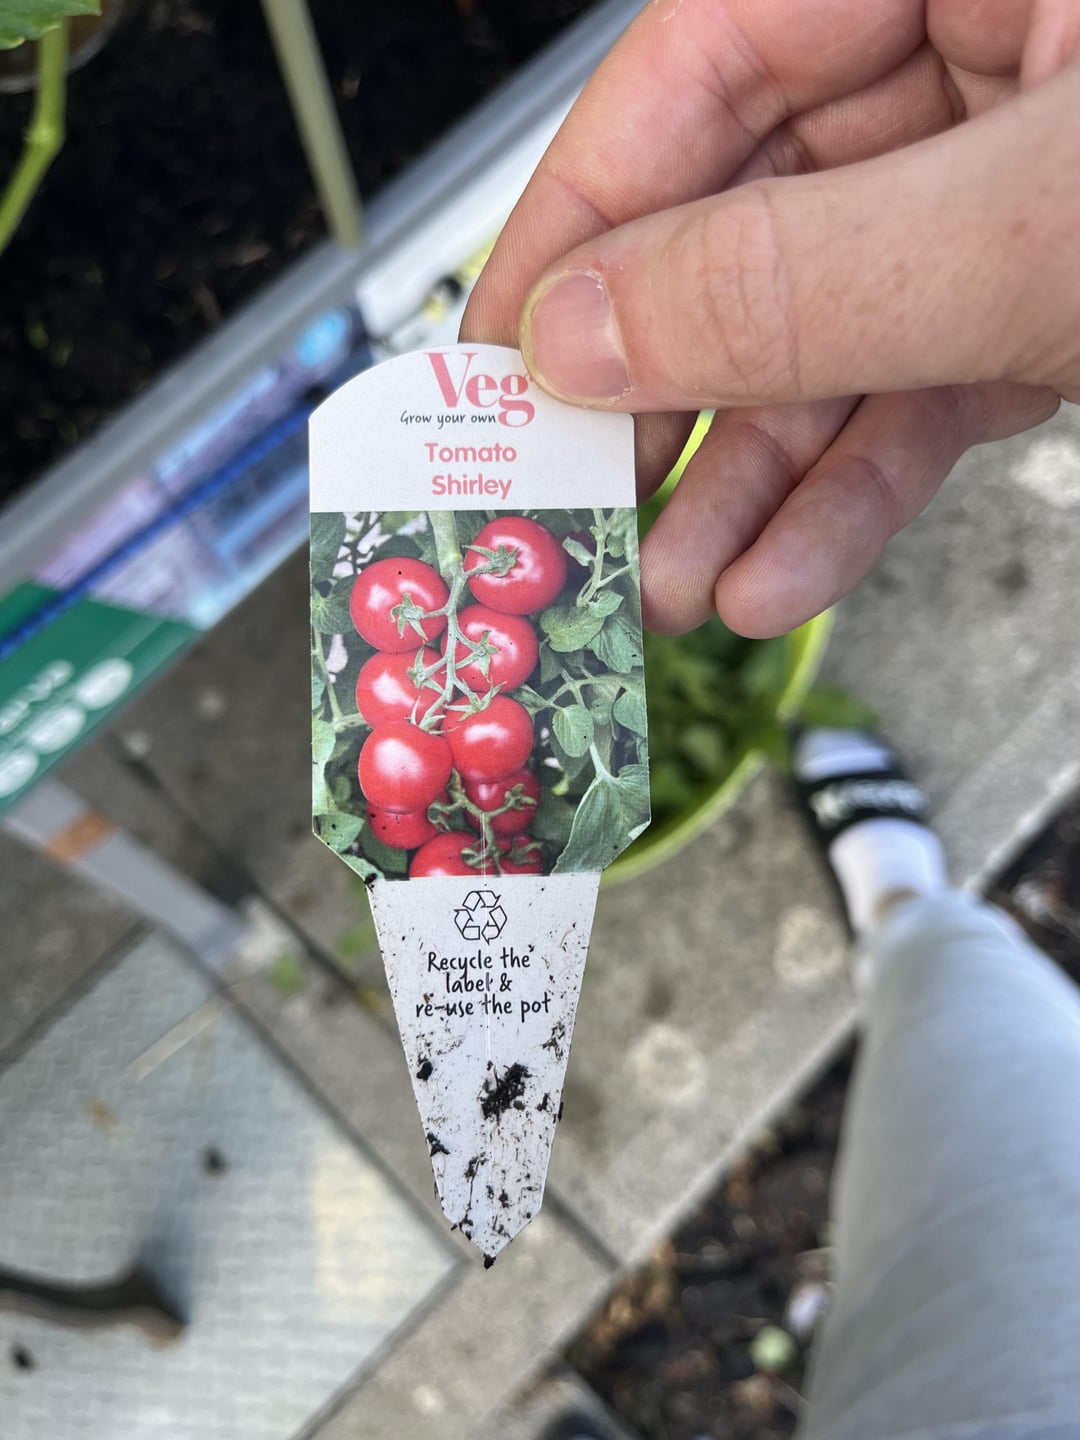 Veg
Grow your own
Tomato
Shirley
Recycle the
label &
re-use the pot